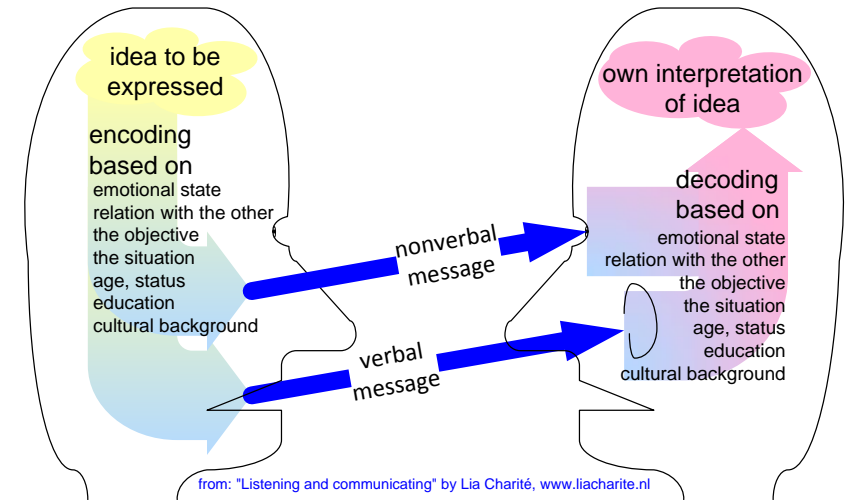 idea to be
expressed
encoding
based on
emotional state
relation with the other
the objective
the situation
age, status
education
cultural background
nonverbal
message
verbal
message
own interpretation
of idea
decoding
based on
emotional state
relation with the other
the objective
the situation
age, status
education
cultural background
from: "Listening and communicating" by Lia Charité, www.liacharite.nl